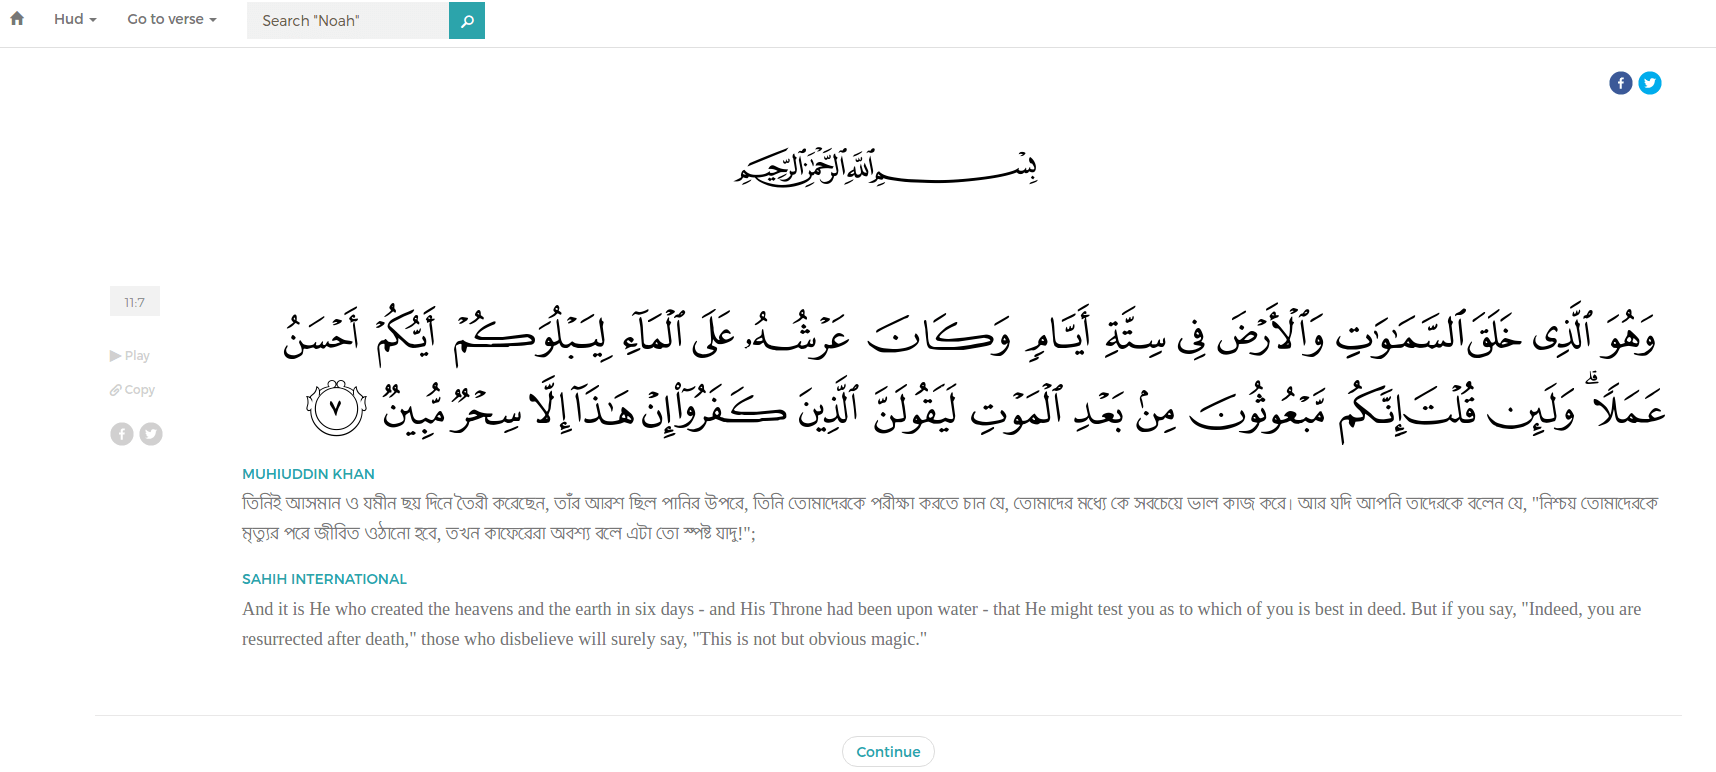 Hud
Go to verse
Search "Noah"
بِسْمِ اللَّهِ الرَّحْمَٰنِ الرَّحِيمِ
11:7
وَهُوَ ٱلَّذِى خَلَقَ ٱلسَّمَٰوَٰتِ وَٱلْأَرْضَ فِى سِتَّةِ أَيَّامٍ وَكَانَ عَرْشُهُۥ عَلَى ٱلْمَآءِ لِيَبْلُوَكُمْ أَيُّكُمْ أَحْسَنُ
Play
Copy
عَمَلًا ۗ وَلَئِن قُلْتَ إِنَّكُم مَّبْعُوثُونَ مِنۢ بَعْدِ ٱلْمَوْتِ لَيَقُولَنَّ ٱلَّذِينَ كَفَرُوٓا۟ إِنْ هَٰذَآ إِلَّا سِحْرٌ مُّبِينٌ ٧
MUHIUDDIN KHAN
তিনিই আসমান ও যমীন ছয় দিনে তৈরী করেছেন, তাঁর আরশ ছিল পানির উপরে, তিনি তোমাদেরকে পরীক্ষা করতে চান যে, তোমাদের মধ্যে কে সবচেয়ে ভাল কাজ করে। আর যদি আপনি তাদেরকে বলেন যে, "নিশ্চয় তোমাদেরকে
মৃত্যুর পরে জীবিত ওঠানো হবে, তখন কাফেরেরা অবশ্য বলে এটা তো স্পষ্ট যাদু!";
SAHIH INTERNATIONAL
And it is He who created the heavens and the earth in six days - and His Throne had been upon water - that He might test you as to which of you is best in deed. But if you say, "Indeed, you are
resurrected after death," those who disbelieve will surely say, "This is not but obvious magic."
Continue